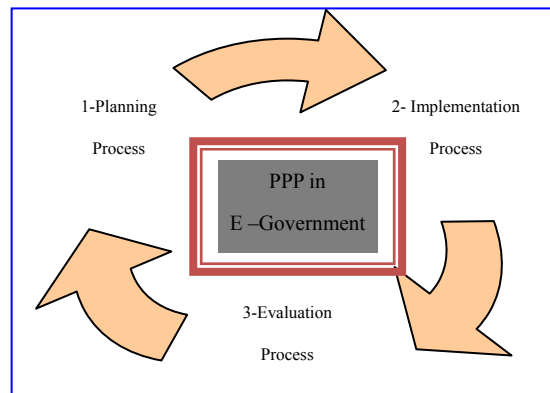 1-Planning
Process
2- Implementation
Process
PPP in
E –Government
3-Evaluation
Process